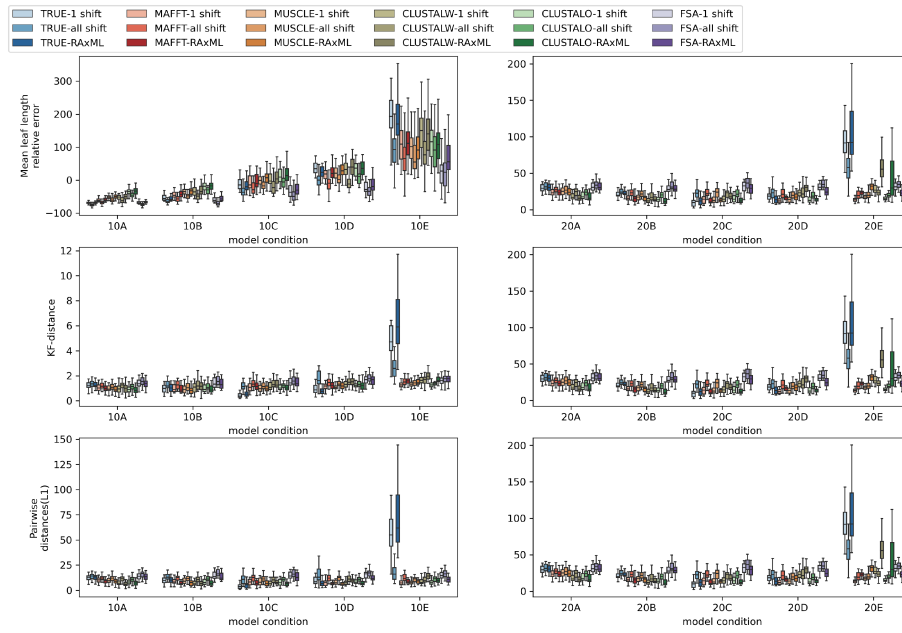 TRUE-1 shift MAFFT-1 shift MUSCLE-1 shift CLUSTALW-1 shift CLUSTALO-1 shift FSA-1 shift
TRUE-all shift MAFFT-all shift MUSCLE-all shift CLUSTALW-all shift CLUSTALO-all shift FSA-all shift
TRUE-RAxML MAFFT-RAxML MUSCLE-RAxML CLUSTALW-RAxML CLUSTALO-RAxML FSA-RAxML
Mean leaf length
relative error
300
200
100
0
−100
10A 10B 10C 10D 10E
model condition
200
150
100
50
0
20A 20B 20C 20D 20E
model condition
KF-distance
12
10
8
6
4
2
0
10A 10B 10C 10D 10E
model condition
200
150
100
50
0
20A 20B 20C 20D 20E
model condition
Pairwise
distances(L1)
150
125
100
75
50
25
0
10A 10B 10C 10D 10E
model condition
200
150
100
50
0
20A 20B 20C 20D 20E
model condition